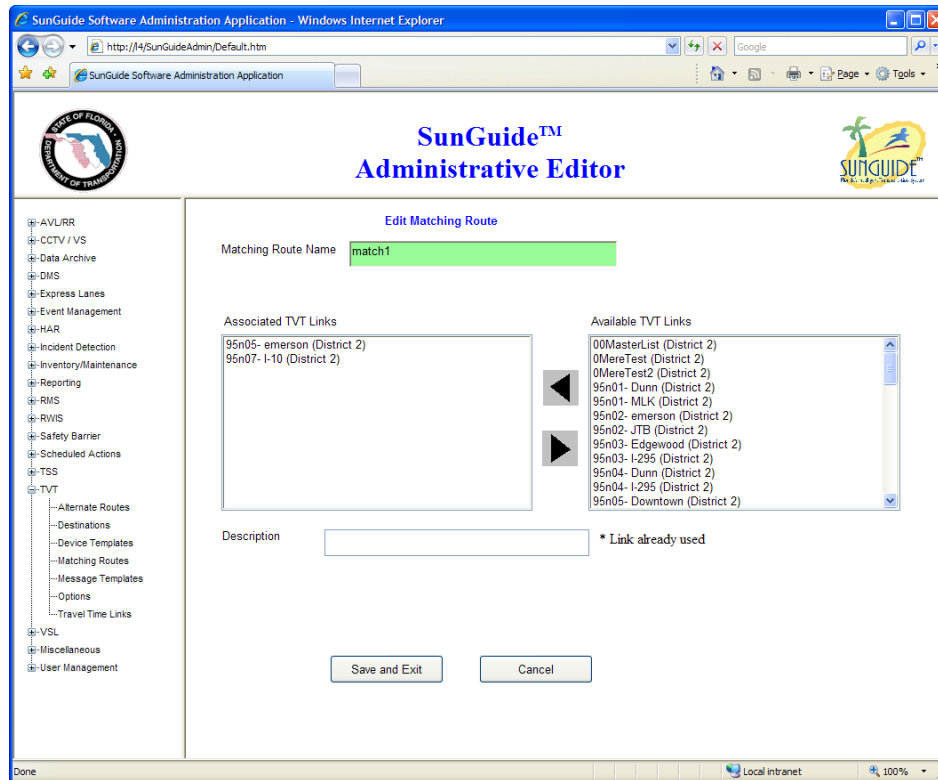 SunGuide Software Administration Application - Windows Internet Explorer
http://l4/SunGuideAdmin/Default.htm
Google
SunGuide Software Administration Application
Page
Tools
STATE OF FLORIDA
DEPARTMENT OF TRANSPORTATION
SunGuide™
Administrative Editor
SUNGUIDE™
AVL/RR
CCTV / VS
Data Archive
DMS
Express Lanes
Event Management
HAR
Incident Detection
Inventory/Maintenance
Reporting
RMS
RWIS
Safety Barrier
Scheduled Actions
TSS
TVT
Alternate Routes
Destinations
Device Templates
Matching Routes
Message Templates
Options
Travel Time Links
VSL
Miscellaneous
User Management
Edit Matching Route
Matching Route Name
match1
Associated TVT Links
95n05- emerson (District 2)
95n07- I-10 (District 2)
Available TVT Links
00MasterList (District 2)
0MereTest (District 2)
0MereTest2 (District 2)
95n01- Dunn (District 2)
95n01- MLK (District 2)
95n02- emerson (District 2)
95n02- JTB (District 2)
95n03- Edgewood (District 2)
95n03- I-295 (District 2)
95n04- Dunn (District 2)
95n04- I-295 (District 2)
95n05- Downtown (District 2)
Description
* Link already used
Save and Exit
Cancel
Done
Local intranet
100%